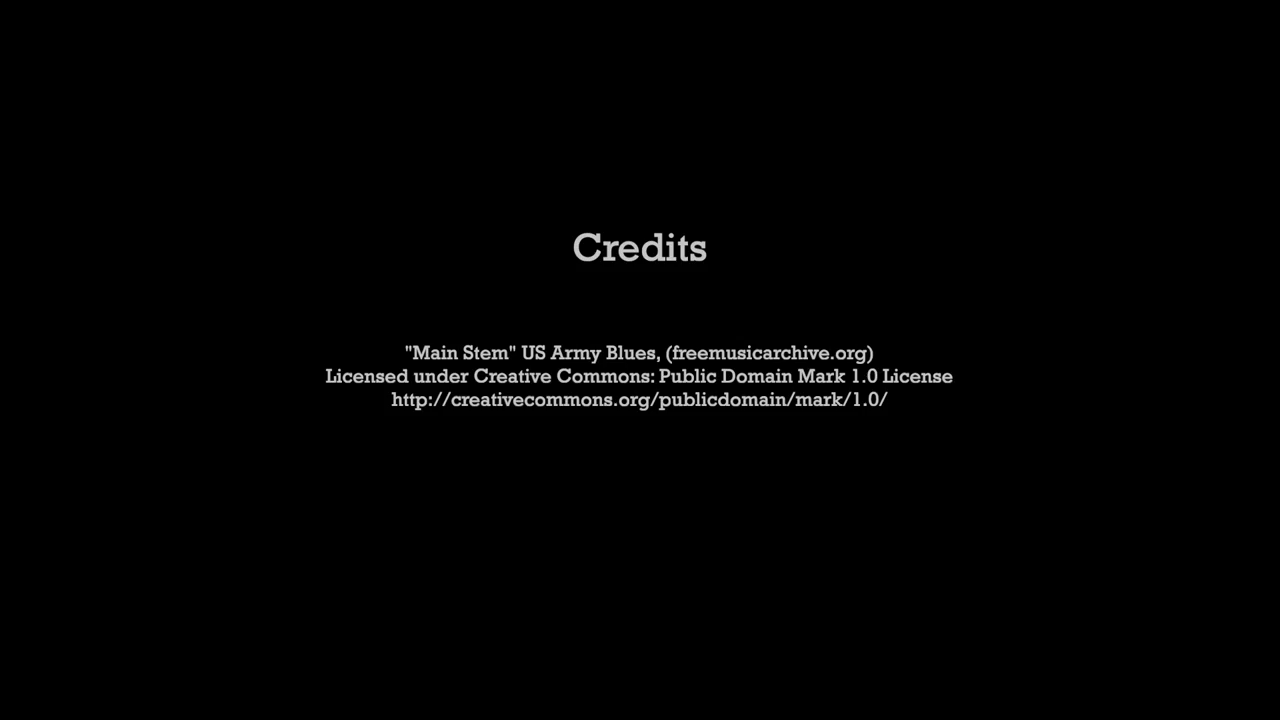 Credits
"Main Stem" US Army Blues, (freemusicarchive.org)
Licensed under Creative Commons: Public Domain Mark 1.0 License
http://creativecommons.org/publicdomain/mark/1.0/